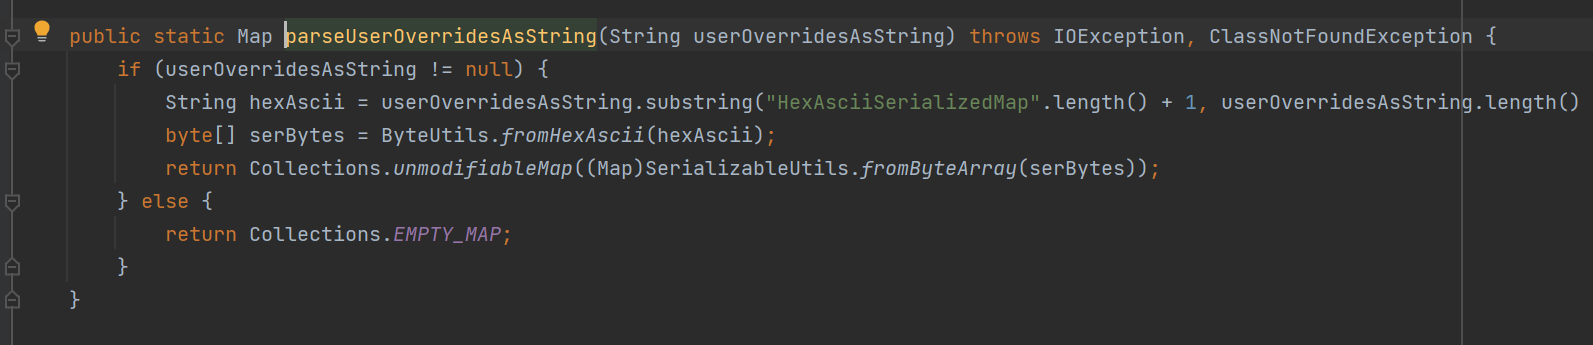 public static Map parseUserOverridesAsString(String userOverridesAsString) throws IOException, ClassNotFoundException {
if (userOverridesAsString != null) {
String hexAscii = userOverridesAsString.substring("HexAsciiSerializedMap".length() + 1, userOverridesAsString.length()
byte[] serBytes = ByteUtils.fromHexAscii(hexAscii);
return Collections.unmodifiableMap((Map)SerializableUtils.fromByteArray(serBytes));
} else {
return Collections.EMPTY_MAP;
}
}